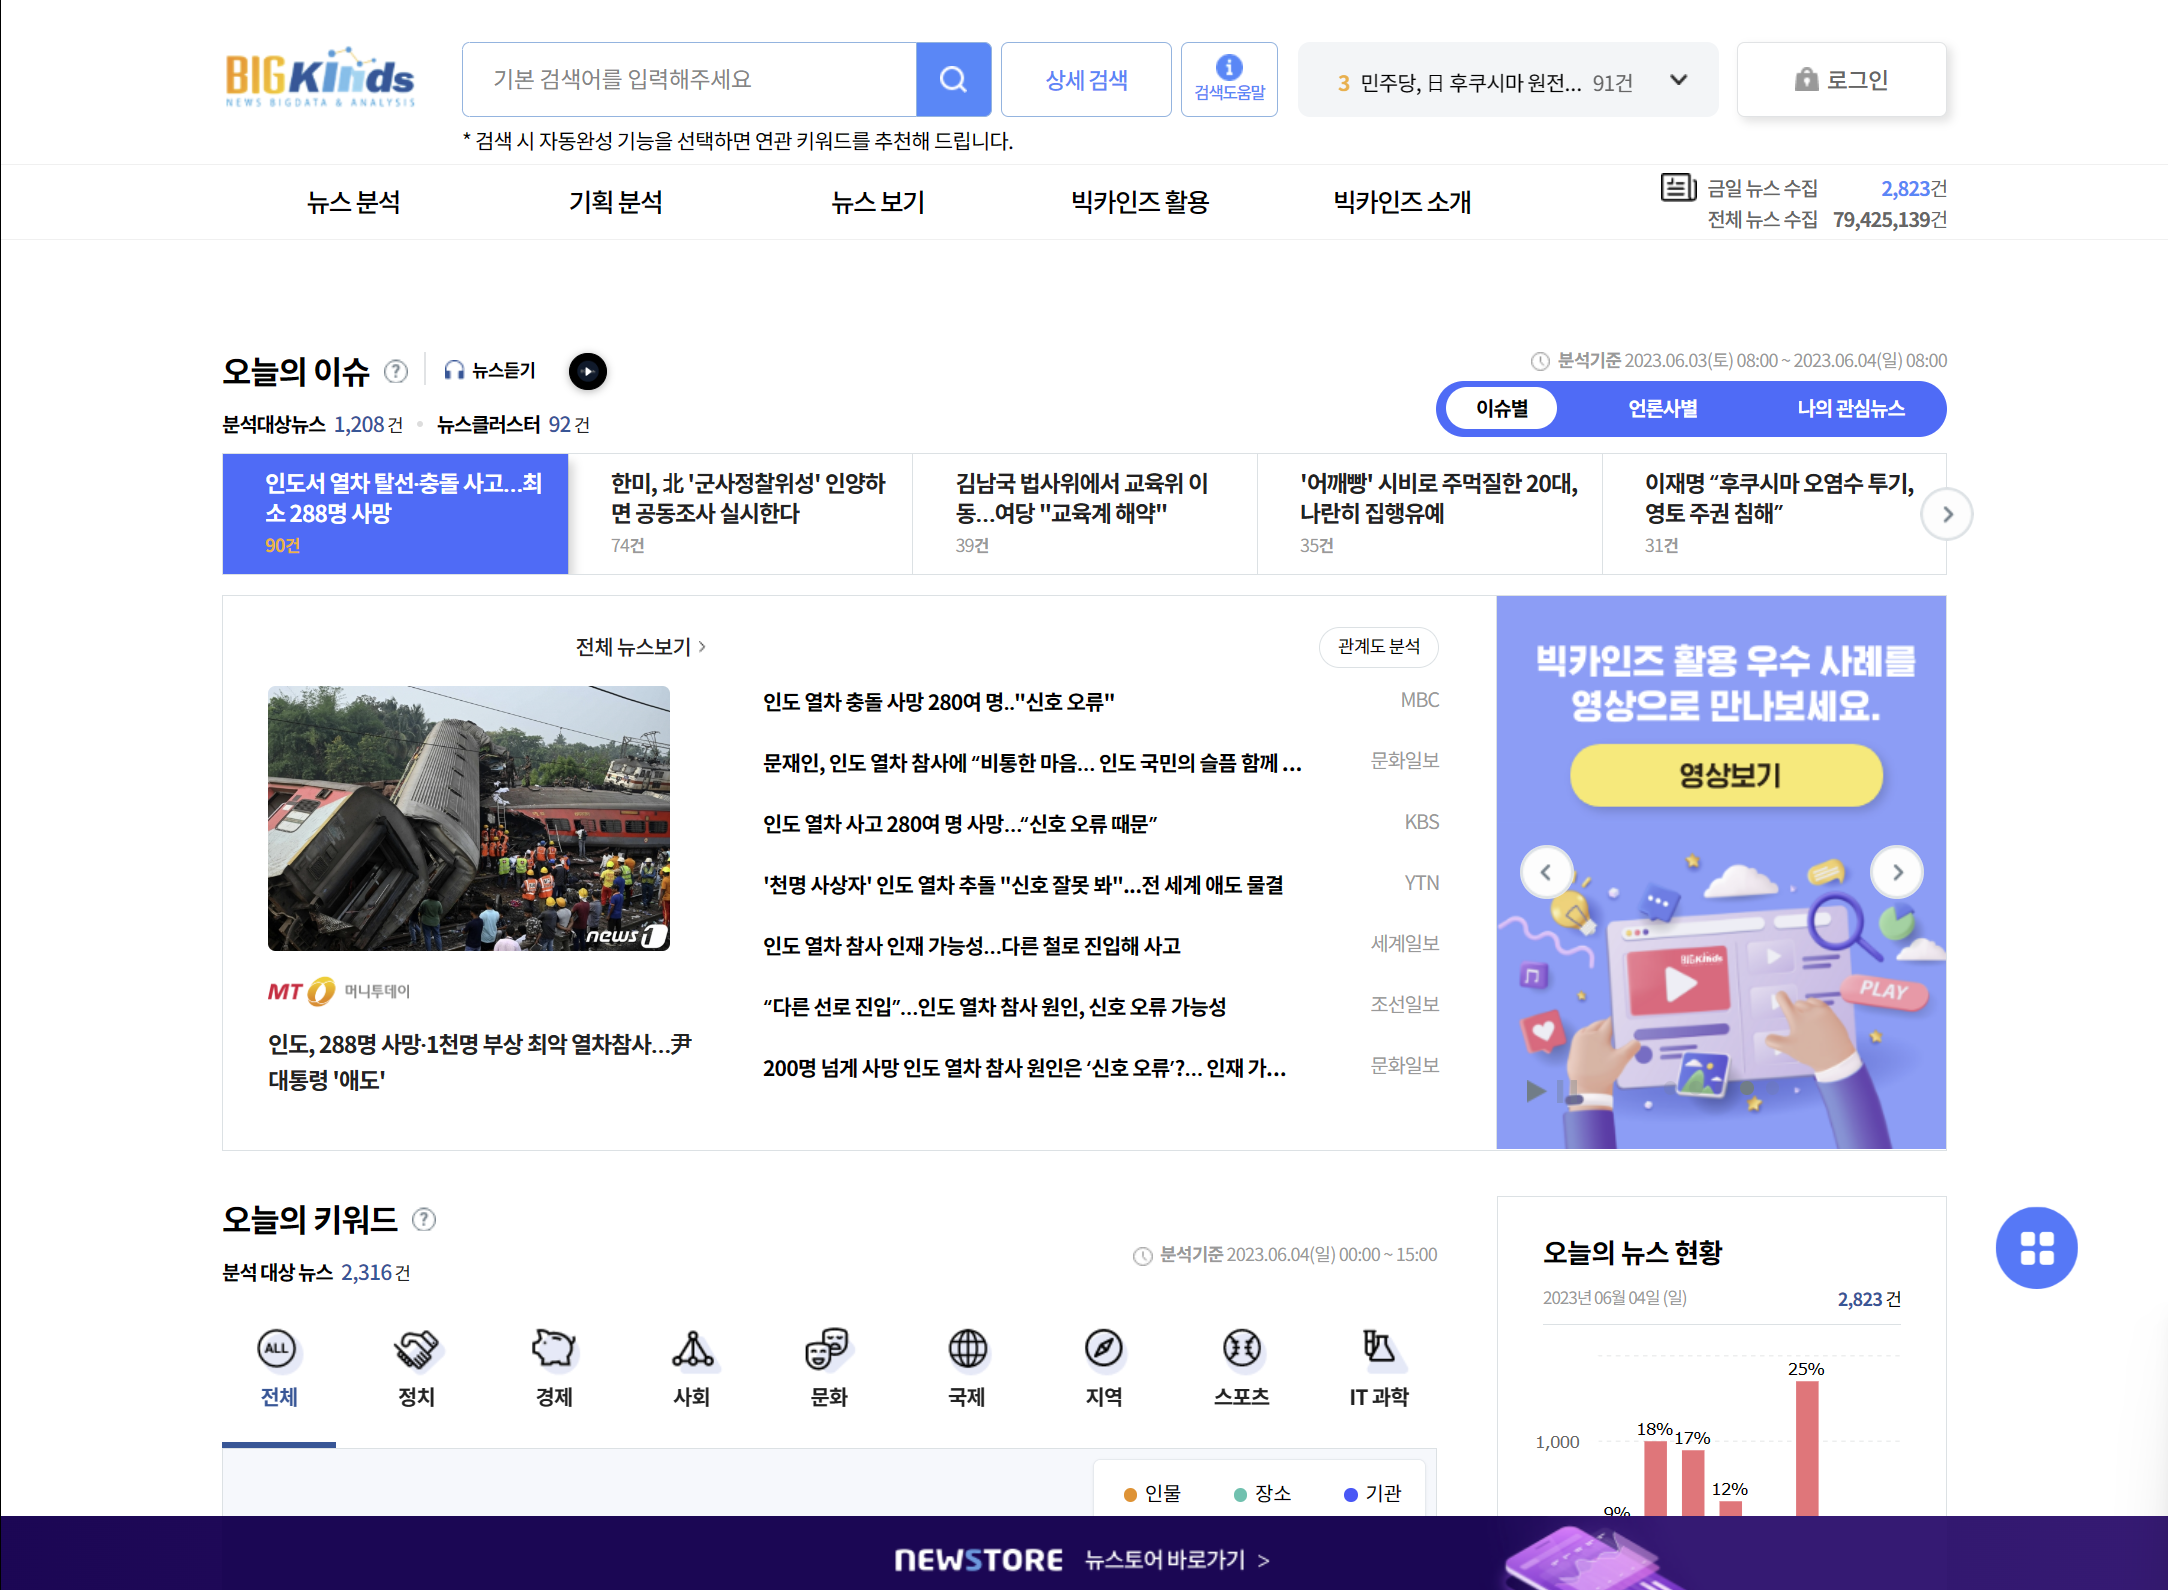 BIGKinds
NEWS BIGDATA & ANALYSIS
기본 검색어를 입력해주세요
상세 검색
검색도움말
3 민주당, 日 후쿠시마 원전... 91건
로그인
* 검색 시 자동완성 기능을 선택하면 연관 키워드를 추천해 드립니다.
뉴스 분석
기획 분석
뉴스 보기
빅카인즈 활용
빅카인즈 소개
금일 뉴스 수집 2,823건
전체 뉴스 수집 79,425,139건
오늘의 이슈 ?
뉴스듣기
분석기준 2023.06.03(토) 08:00 ~ 2023.06.04(일) 08:00
분석대상뉴스 1,208 건
뉴스클러스터 92 건
이슈별
언론사별
나의 관심뉴스
인도서 열차 탈선·충돌 사고...최
소 288명 사망
90건
한미, 北 '군사정찰위성' 인양하
면 공동조사 실시한다
74건
김남국 법사위에서 교육위 이
동...여당 "교육계 해약"
39건
'어깨빵' 시비로 주먹질한 20대,
나란히 집행유예
35건
이재명 “후쿠시마 오염수 투기,
영토 주권 침해”
31건
전체 뉴스보기
관계도 분석
news1
MT 머니투데이
인도, 288명 사망·1천명 부상 최악 열차참사...尹
대통령 '애도'
인도 열차 충돌 사망 280여 명.."신호 오류" MBC
문재인, 인도 열차 참사에 “비통한 마음... 인도 국민의 슬픔 함께 ... 문화일보
인도 열차 사고 280여 명 사망...“신호 오류 때문” KBS
'천명 사상자' 인도 열차 추돌 "신호 잘못 봐"...전 세계 애도 물결 YTN
인도 열차 참사 인재 가능성...다른 철로 진입해 사고 세계일보
“다른 선로 진입”...인도 열차 참사 원인, 신호 오류 가능성 조선일보
200명 넘게 사망 인도 열차 참사 원인은 ‘신호 오류’?... 인재 가... 문화일보
빅카인즈 활용 우수 사례를
영상으로 만나보세요.
영상보기
BIGKinds
PLAY
오늘의 키워드 ?
분석 대상 뉴스 2,316 건
분석기준 2023.06.04(일) 00:00 ~ 15:00
ALL
전체
정치
경제
사회
문화
국제
지역
스포츠
IT 과학
인물
장소
기관
오늘의 뉴스 현황
2023년 06월 04일 (일)
2,823 건
25%
18%
17%
1,000
12%
9%
NEWSTORE 뉴스토어 바로가기 >